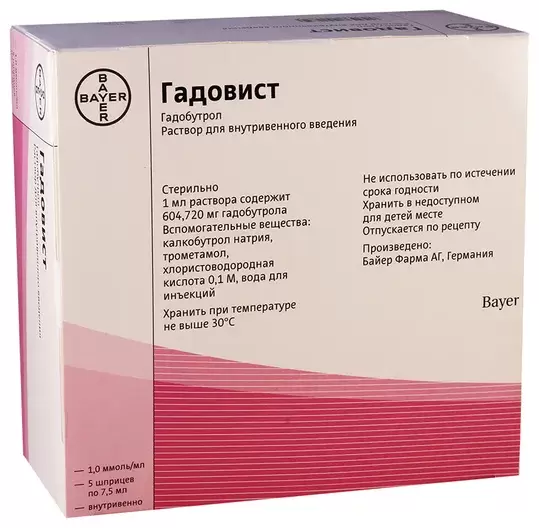 BAYER
BAYER
Гадовист
Гадобутрол
Раствор для внутривенного введения
Стерильно
1 мл раствора содержит
604,720 мг гадобутрола
Вспомогательные вещества:
калкобутрол натрия,
трометамол,
хлористоводородная
кислота 0,1 М, вода для
инъекций
Хранить при температуре
не выше 30°C
Не использовать по истечении
срока годности
Хранить в недоступном
для детей месте
Отпускается по рецепту
Произведено:
Байер Фарма АГ, Германия
Bayer
1,0 ммоль/мл
5 шприцев
по 7,5 мл
внутривенно
Гадовист
Гадовист